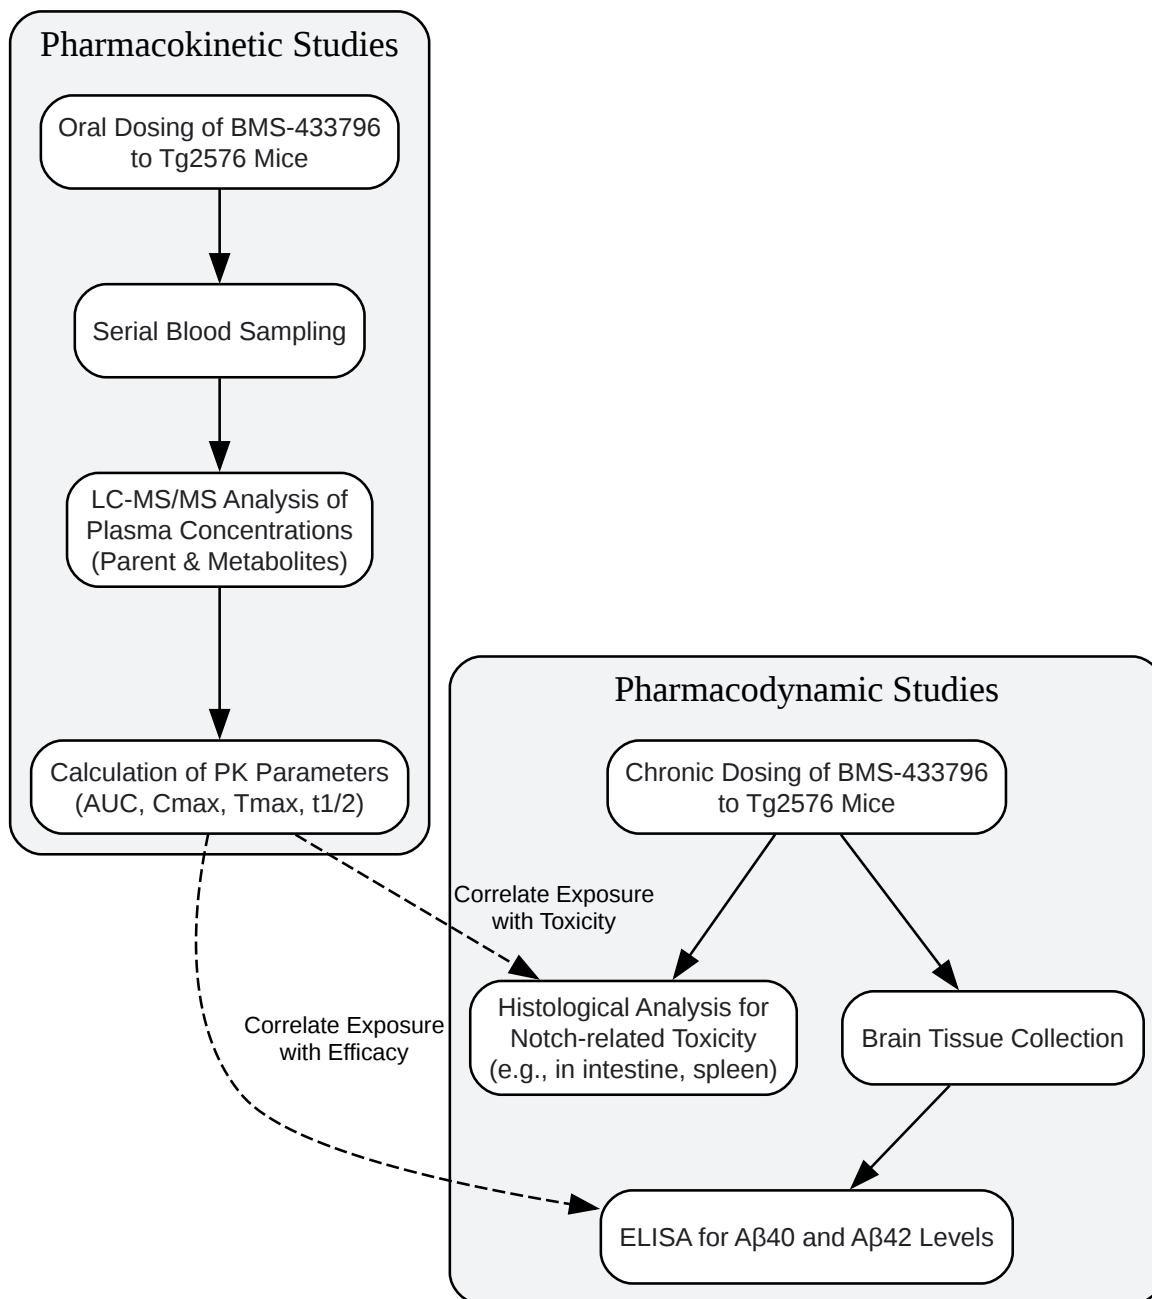 Pharmacokinetic Studies
Oral Dosing of BMS-433796
to Tg2576 Mice
Serial Blood Sampling
LC-MS/MS Analysis of
Plasma Concentrations
(Parent & Metabolites)
Calculation of PK Parameters
(AUC, Cmax, Tmax, t1/2)
Pharmacodynamic Studies
Chronic Dosing of BMS-433796
to Tg2576 Mice
Correlate Exposure
with Toxicity
Correlate Exposure
with Efficacy
Histological Analysis for
Notch-related Toxicity
(e.g., in intestine, spleen)
Brain Tissue Collection
ELISA for Aβ40 and Aβ42 Levels